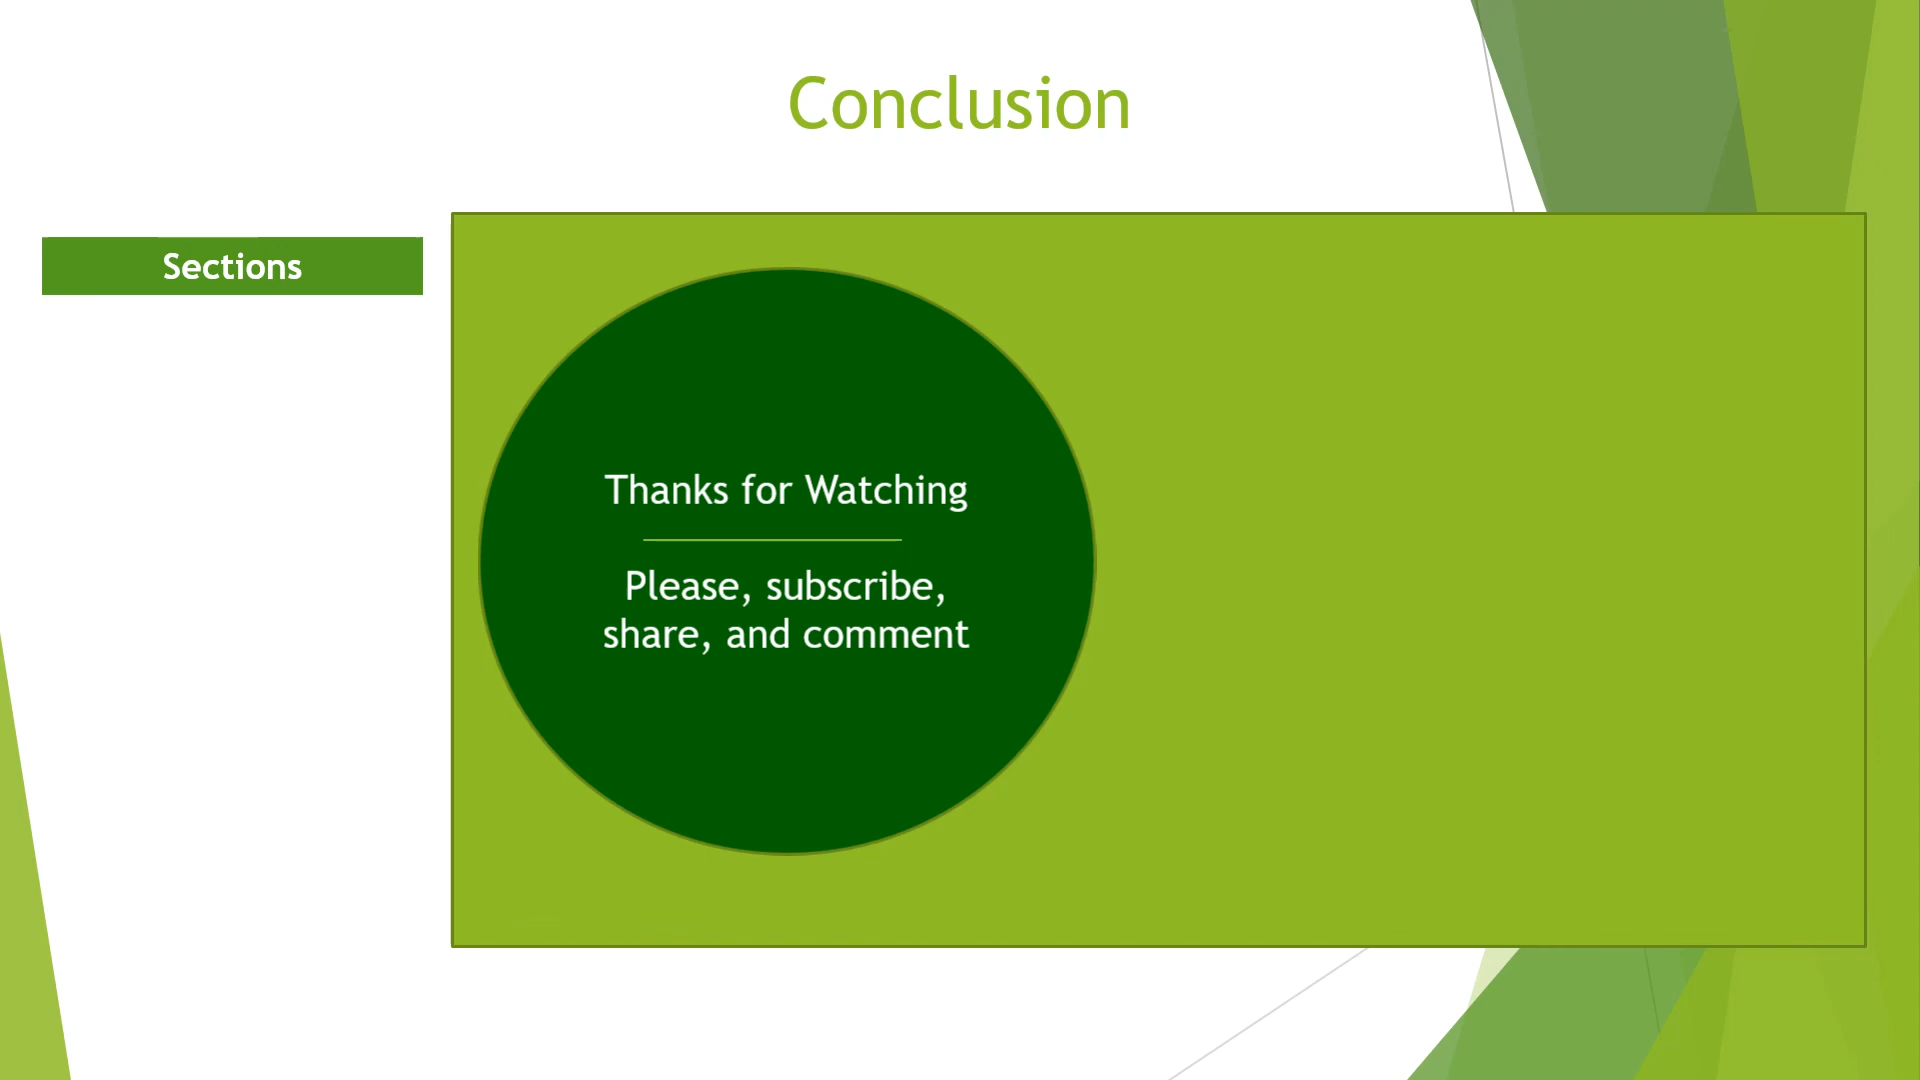 Conclusion
Sections
Thanks for Watching
Please, subscribe,
share, and comment